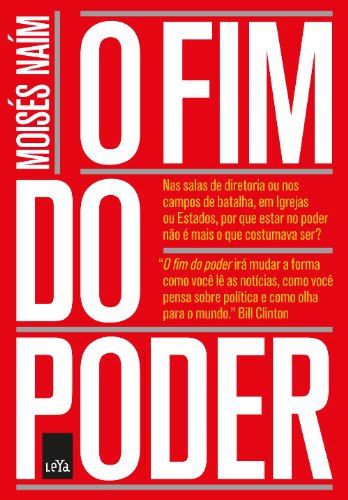 MOISÉS NAÍM
O FIM
DO
Nas salas de diretoria ou nos
campos de batalha, em Igrejas
ou Estados, por que estar no poder
não é mais o que costumava ser?
“O fim do poder irá mudar a forma
como você lê as notícias, como você
pensa sobre política e como olha
para o mundo.” Bill Clinton
PODER
LeYa